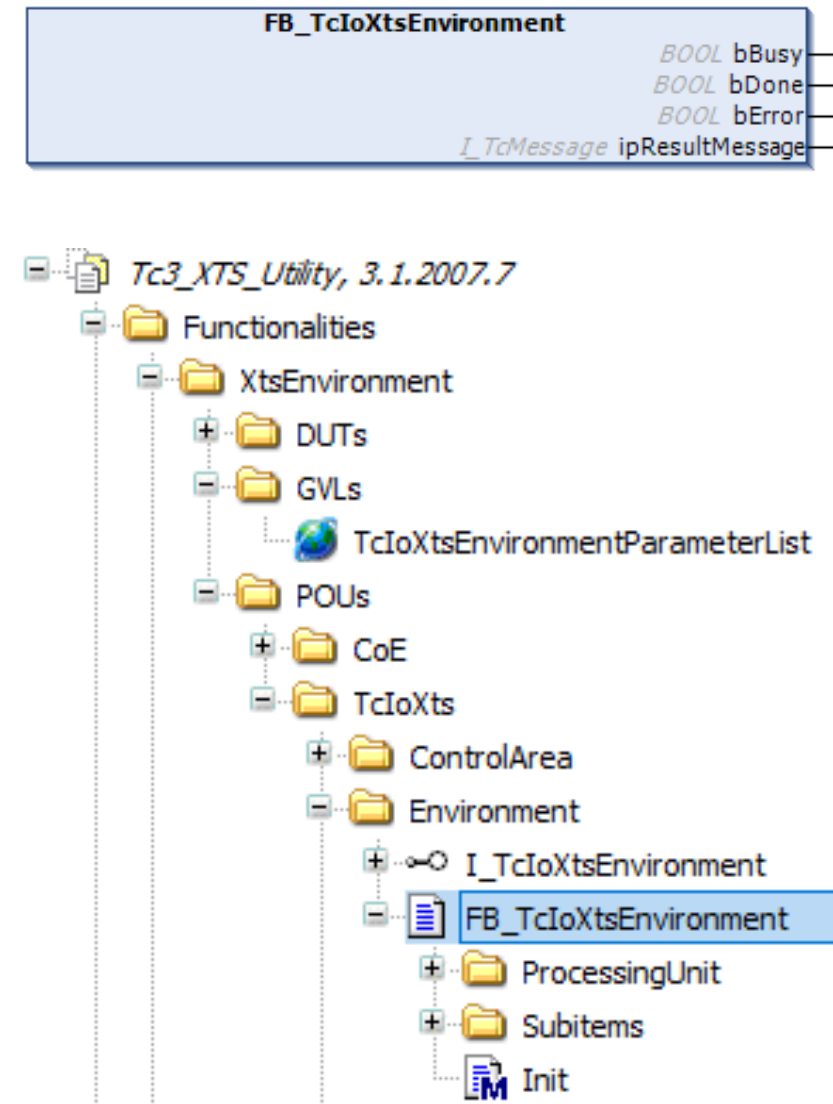 FB_TcIoXtsEnvironment
BOOL bBusy
BOOL bDone
BOOL bError
I_TcMessage ipResultMessage
Tc3_XTS_Utility, 3.1.2007.7
Functionalities
XtsEnvironment
DUTs
GVLs
TcIoXtsEnvironmentParameterList
POUs
CoE
TcIoXts
ControlArea
Environment
I_TcIoXtsEnvironment
FB_TcIoXtsEnvironment
ProcessingUnit
Subitems
M Init